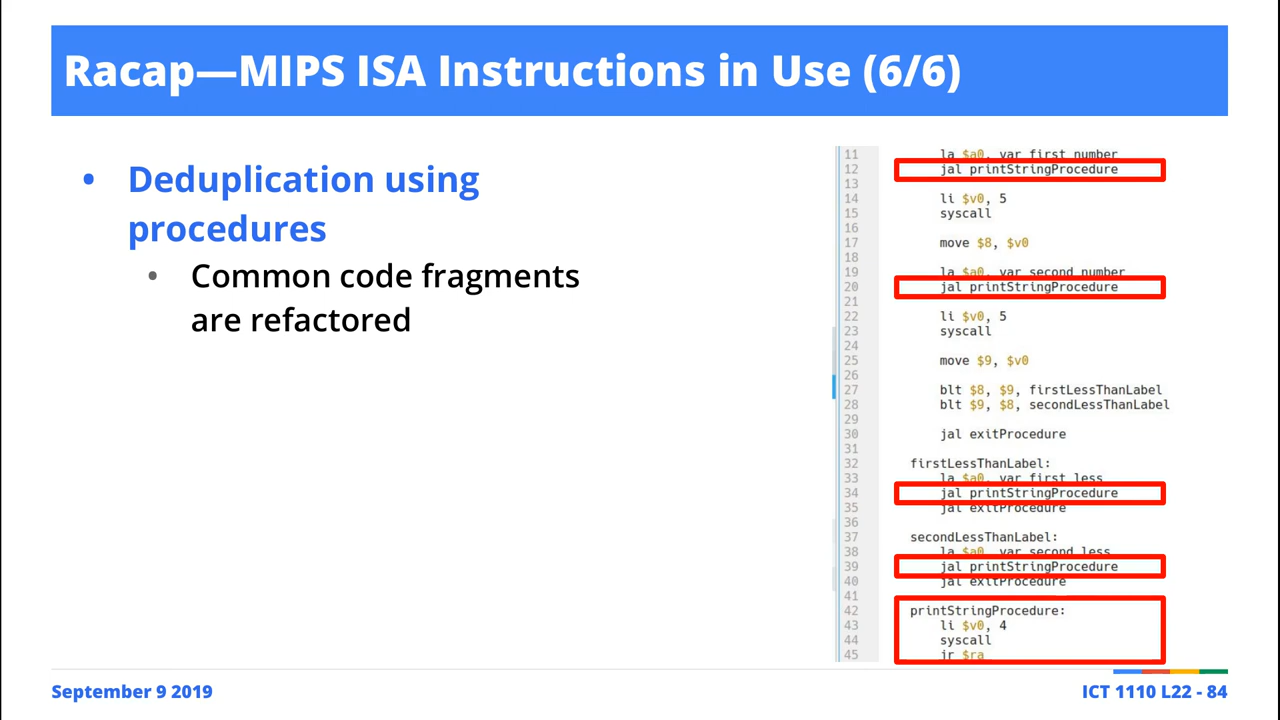 Racap—MIPS ISA Instructions in Use (6/6)
• Deduplication using
procedures
• Common code fragments
are refactored
11 la $a0, var_first_number
12 jal printStringProcedure
13
14 li $v0, 5
15 syscall
16
17 move $8, $v0
18
19 la $a0, var_second_number
20 jal printStringProcedure
21
22 li $v0, 5
23 syscall
24
25 move $9, $v0
26
27 blt $8, $9, firstLessThanLabel
28 blt $9, $8, secondLessThanLabel
29
30 jal exitProcedure
31
32 firstLessThanLabel:
33 la $a0, var_first_less
34 jal printStringProcedure
35 jal exitProcedure
36
37 secondLessThanLabel:
38 la $a0, var_second_less
39 jal printStringProcedure
40 jal exitProcedure
41
42 printStringProcedure:
43 li $v0, 4
44 syscall
45 jr $ra
September 9 2019
ICT 1110 L22 - 84